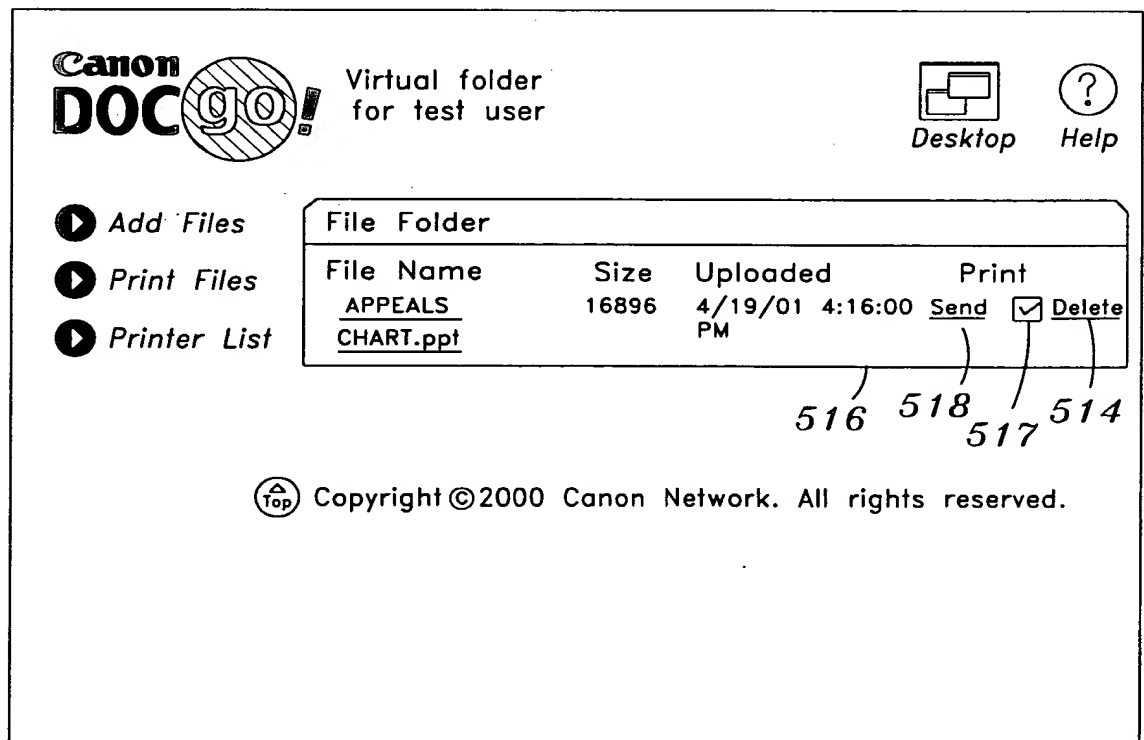 Canon
DOC go!
Virtual folder
for test user
Desktop
Help
Add Files
Print Files
Printer List
File Folder
File Name Size Uploaded Print
APPEALS 16896 4/19/01 4:16:00 Send Delete
CHART.ppt PM
516 518 517 514
Top Copyright©2000 Canon Network. All rights reserved.